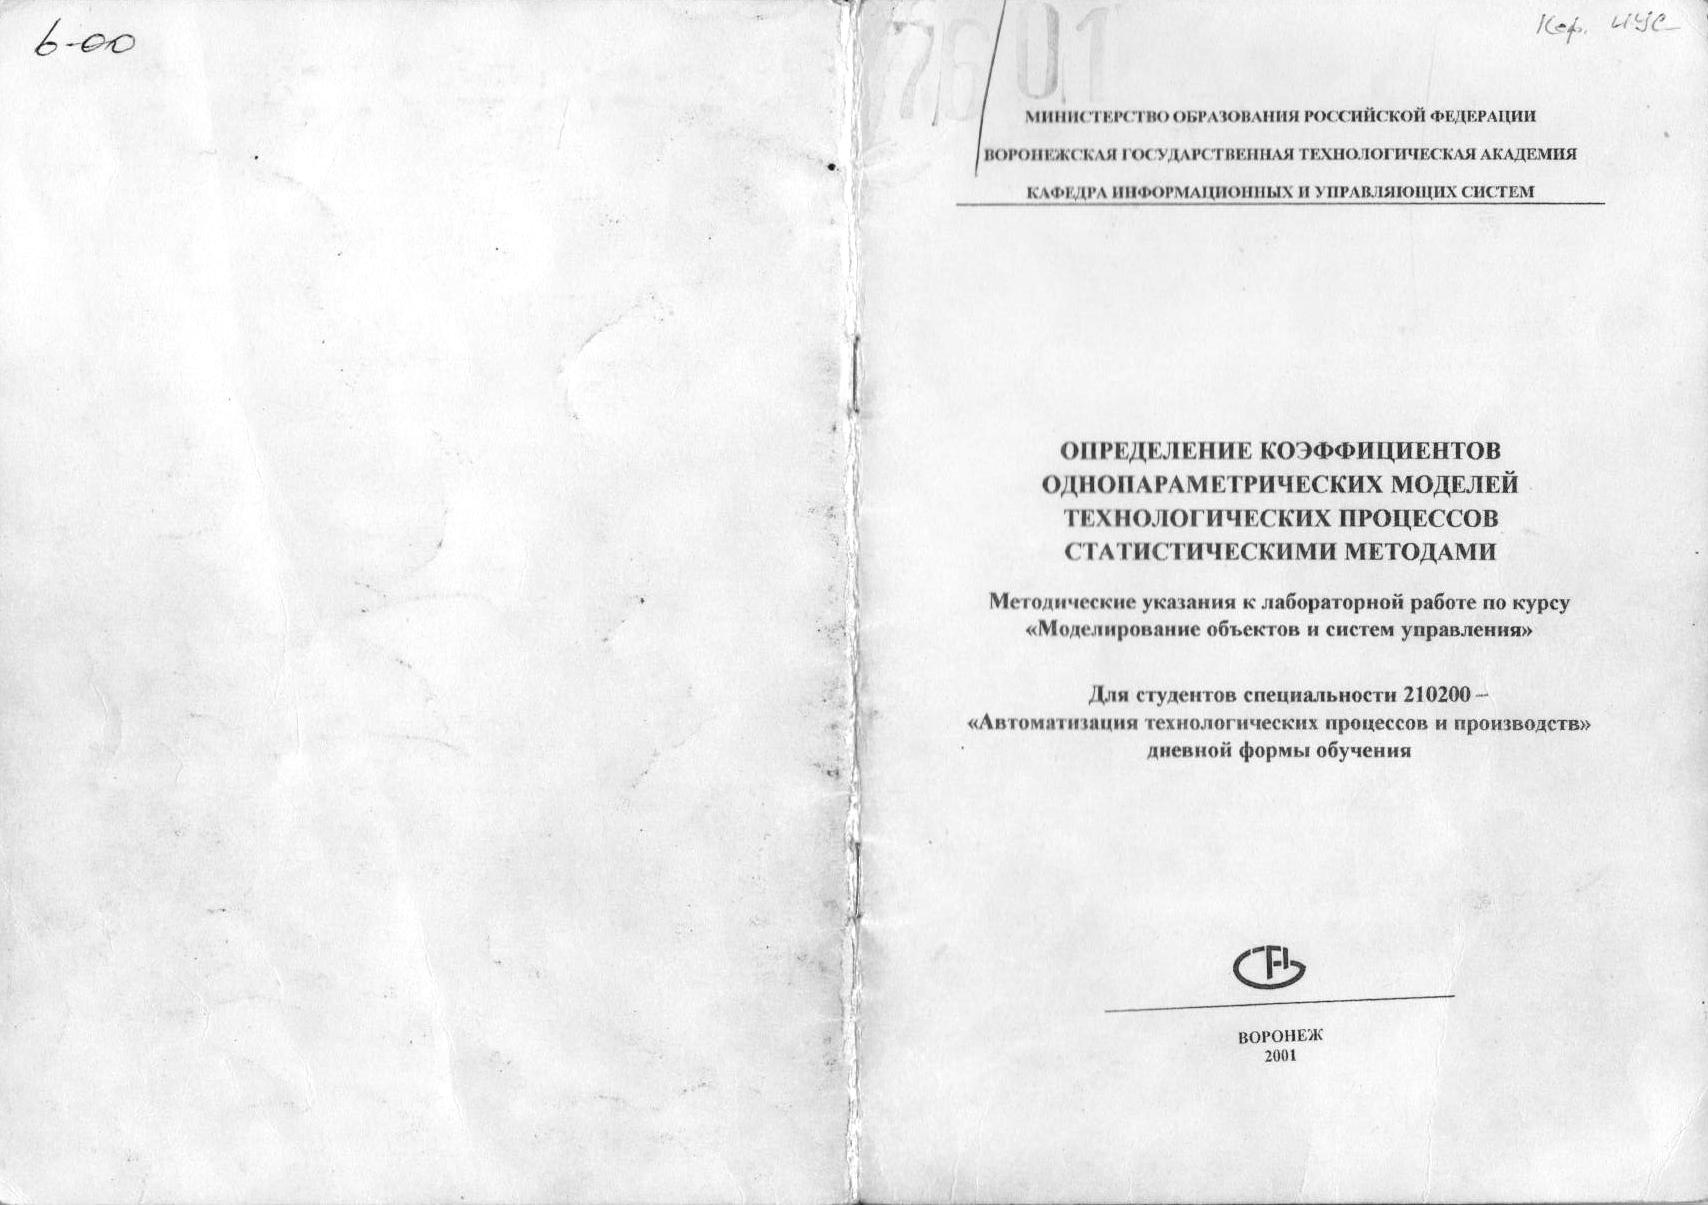 6-00
76 01
Каф. ИУС
МИНИСТЕРСТВО ОБРАЗОВАНИЯ РОССИЙСКОЙ ФЕДЕРАЦИИ
ВОРОНЕЖСКАЯ ГОСУДАРСТВЕННАЯ ТЕХНОЛОГИЧЕСКАЯ АКАДЕМИЯ
КАФЕДРА ИНФОРМАЦИОННЫХ И УПРАВЛЯЮЩИХ СИСТЕМ
ОПРЕДЕЛЕНИЕ КОЭФФИЦИЕНТОВ
ОДНОПАРАМЕТРИЧЕСКИХ МОДЕЛЕЙ
ТЕХНОЛОГИЧЕСКИХ ПРОЦЕССОВ
СТАТИСТИЧЕСКИМИ МЕТОДАМИ
Методические указания к лабораторной работе по курсу
«Моделирование объектов и систем управления»
Для студентов специальности 210200 –
«Автоматизация технологических процессов и производств»
дневной формы обучения
ВОРОНЕЖ
2001